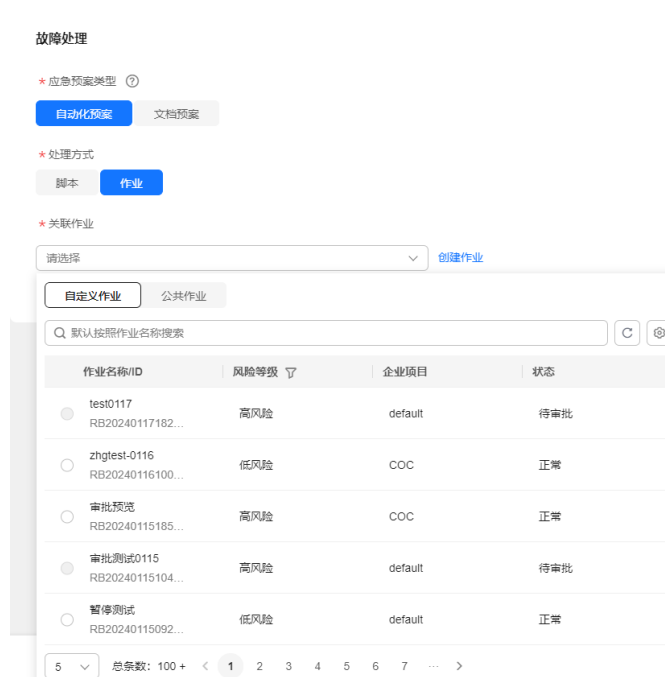 故障处理
* 应急预案类型 ?
自动化预案 文档预案
* 处理方式
脚本 作业
* 关联作业
请选择 创建作业
自定义作业 公共作业
默认按照作业名称搜索
作业名称/ID 风险等级 企业项目 状态
test0117
RB20240117182... 高风险 default 待审批
zhgtest-0116
RB20240116100... 低风险 COC 正常
审批预览
RB20240115185... 高风险 COC 正常
审批测试0115
RB20240115104... 高风险 default 待审批
暂停测试
RB20240115092... 低风险 default 正常
5 总条数: 100 + < 1 2 3 4 5 6 7 ... >